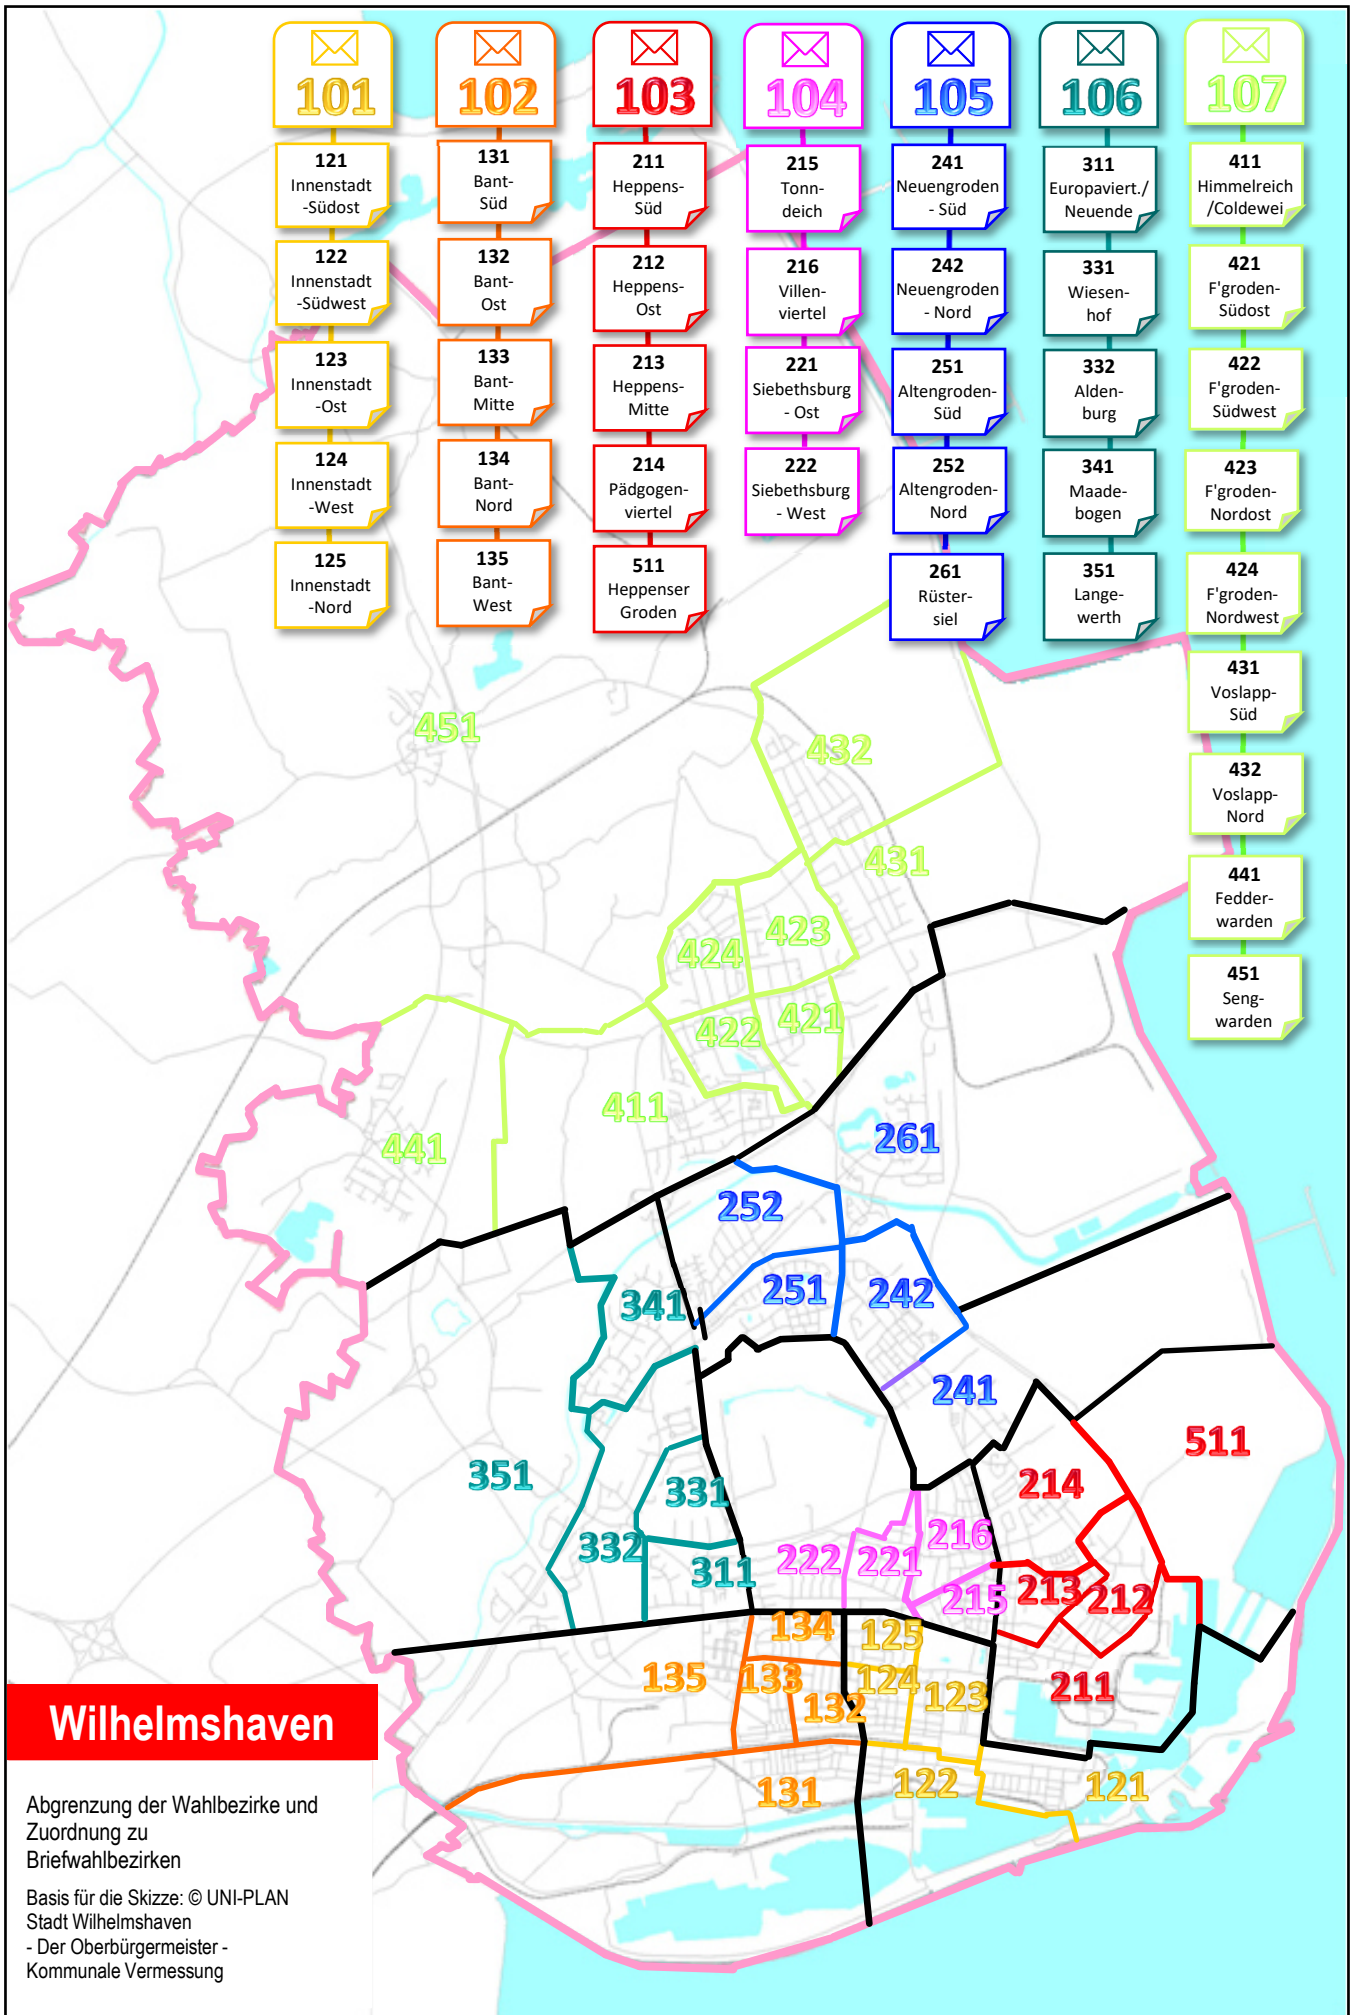 101
121
Innenstadt
-Südost
122
Innenstadt
-Südwest
123
Innenstadt
-Ost
124
Innenstadt
-West
125
Innenstadt
-Nord
102
131
Bant-
Süd
132
Bant-
Ost
133
Bant-
Mitte
134
Bant-
Nord
135
Bant-
West
103
211
Heppens-
Süd
212
Heppens-
Ost
213
Heppens-
Mitte
214
Pädgogen-
viertel
511
Heppenser
Groden
104
215
Tonn-
deich
216
Villen-
viertel
221
Siebethsburg
- Ost
222
Siebethsburg
- West
105
241
Neuengroden
- Süd
242
Neuengroden
- Nord
251
Altengroden-
Süd
252
Altengroden-
Nord
261
Rüster-
siel
106
311
Europaviert./
Neuende
331
Wiesen-
hof
332
Alden-
burg
341
Maade-
bogen
351
Lange-
werth
107
411
Himmelreich
/Coldewei
421
F'groden-
Südost
422
F'groden-
Südwest
423
F'groden-
Nordost
424
F'groden-
Nordwest
431
Voslapp-
Süd
432
Voslapp-
Nord
441
Fedder-
warden
451
Seng-
warden
451
432
431
423
424
421
422
411
441
261
252
251
242
341
241
511
351
331
214
216
332
311
222
221
215
213
212
134
125
135
133
124
123
132
211
131
122
121
Wilhelmshaven
Abgrenzung der Wahlbezirke und
Zuordnung zu
Briefwahlbezirken
Basis für die Skizze: © UNI-PLAN
Stadt Wilhelmshaven
- Der Oberbürgermeister -
Kommunale Vermessung